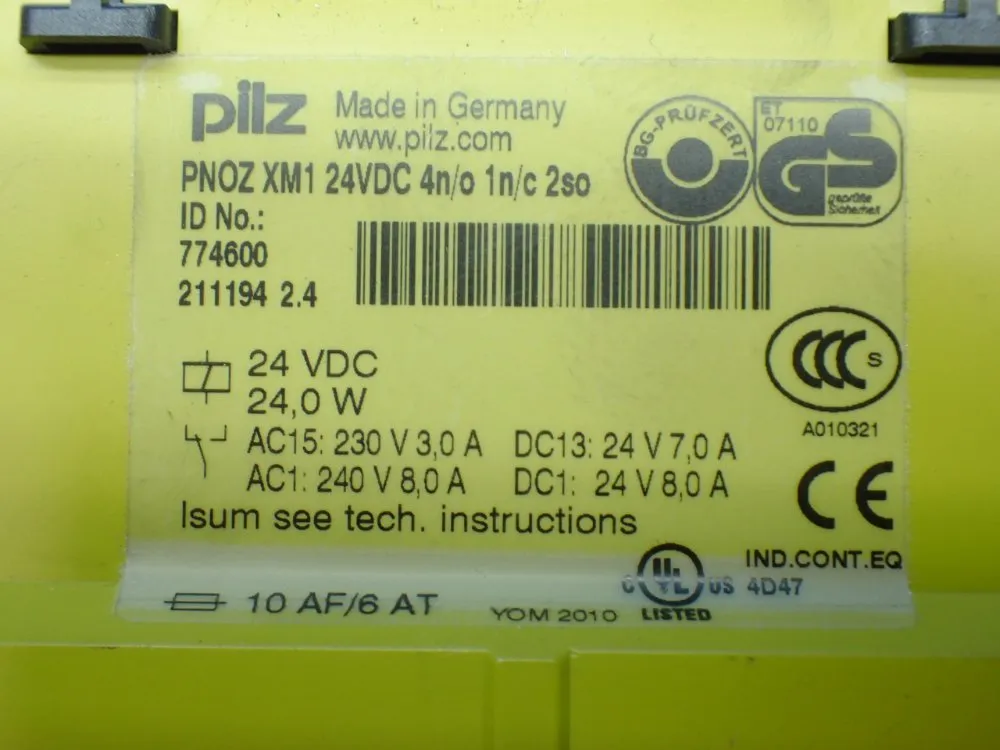 pilz Made in Germany
www.pilz.com
PNOZ XM1 24VDC 4n/o 1n/c 2so
ID No.:
774600
211194 2.4
BG-PRÜFZERT
ET
07110
GS
geprüfte
Sicherheit
CCC S
A010321
24 VDC
24,0 W
AC15: 230 V 3,0 A DC13: 24 V 7,0 A
AC1: 240 V 8,0 A DC1: 24 V 8,0 A
Isum see tech. instructions
CE
IND.CONT.EQ
C UL US 4D47
LISTED
10 AF/6 AT YOM 2010